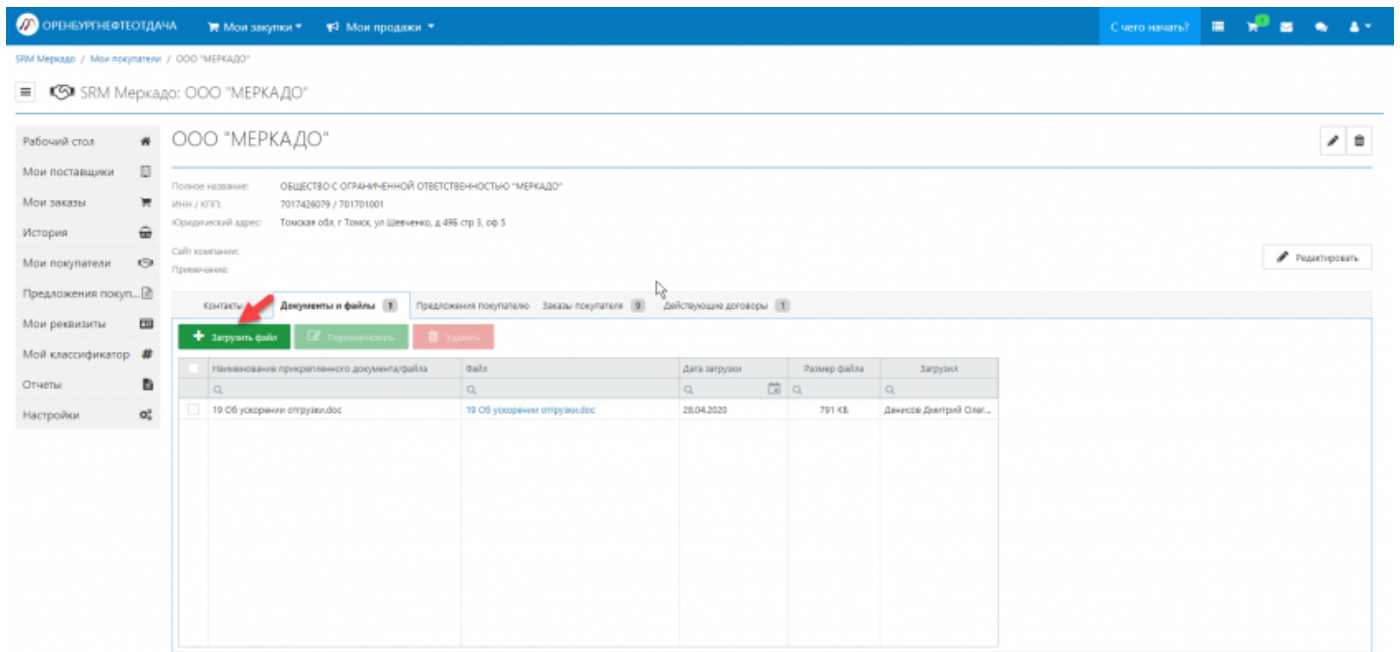 ОРЕНБУРГНЕФТЕОТДАЧА Мои закупки Мои продажи С чего начать? 1
SRM Меркадо / Мои покупатели / ООО "МЕРКАДО"
SRM Меркадо: ООО "МЕРКАДО"
Рабочий стол
Мои поставщики
Мои заказы
История
Мои покупатели
Предложения покуп...
Мои реквизиты
Мой классификатор
Отчеты
Настройки
ООО "МЕРКАДО"
Полное название: ОБЩЕСТВО С ОГРАНИЧЕННОЙ ОТВЕТСТВЕННОСТЬЮ "МЕРКАДО"
ИНН / КПП: 7017426079 / 701701001
Юридический адрес: Томская обл, г Томск, ул Шевченко, д 49Б стр 3, оф 5
Сайт компании:
Примечание:
Редактировать
Контакты Документы и файлы 1 Предложения покупателю Заказы покупателя 9 Действующие договоры 1
Загрузить файл Переименовать Удалить
Наименование прикрепленного документа/файла Файл Дата загрузки Размер файла Загрузил
19 Об ускорении отгрузки.doc 19 Об ускорении отгрузки.doc 28.04.2020 791 КБ Денисов Дмитрий Олег...